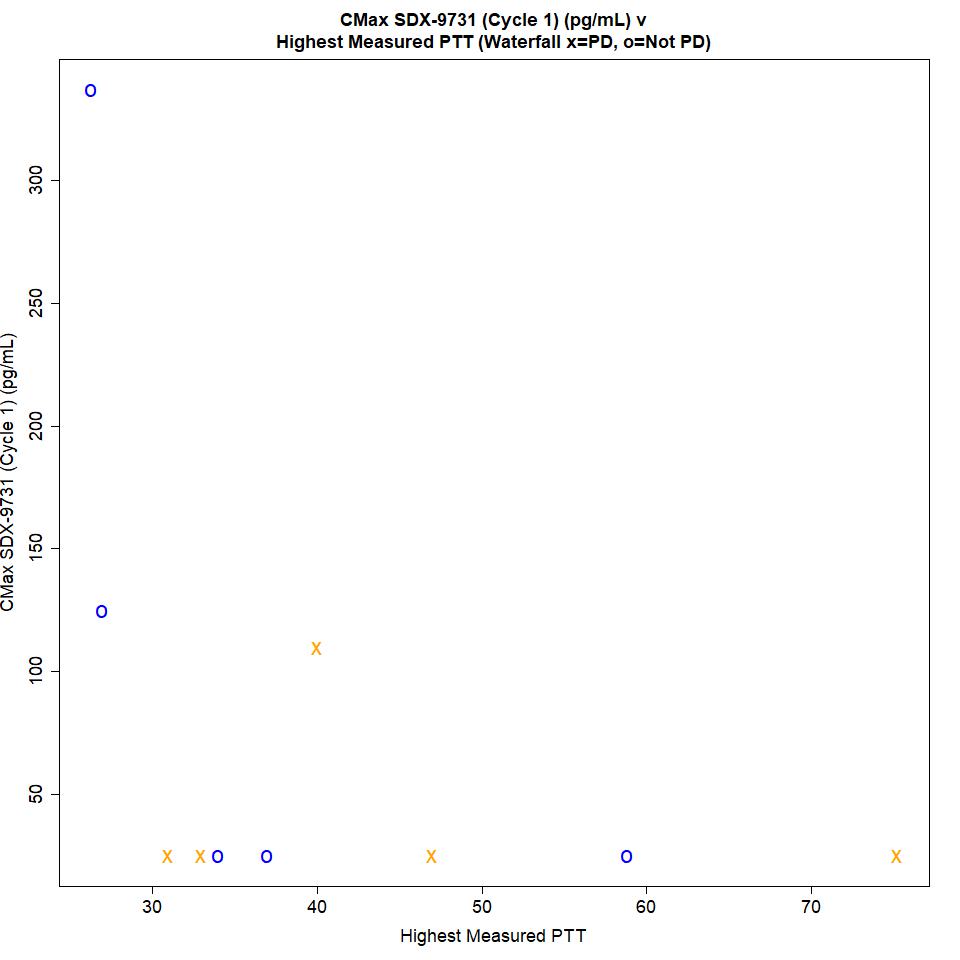 CMax SDX-9731 (Cycle 1) (pg/mL) v
Highest Measured PTT (Waterfall x=PD, o=Not PD)
CMax SDX-9731 (Cycle 1) (pg/mL)
300
250
200
150
100
50
o
o
x
x
x
o
o
x
o
x
30
40
50
60
70
Highest Measured PTT